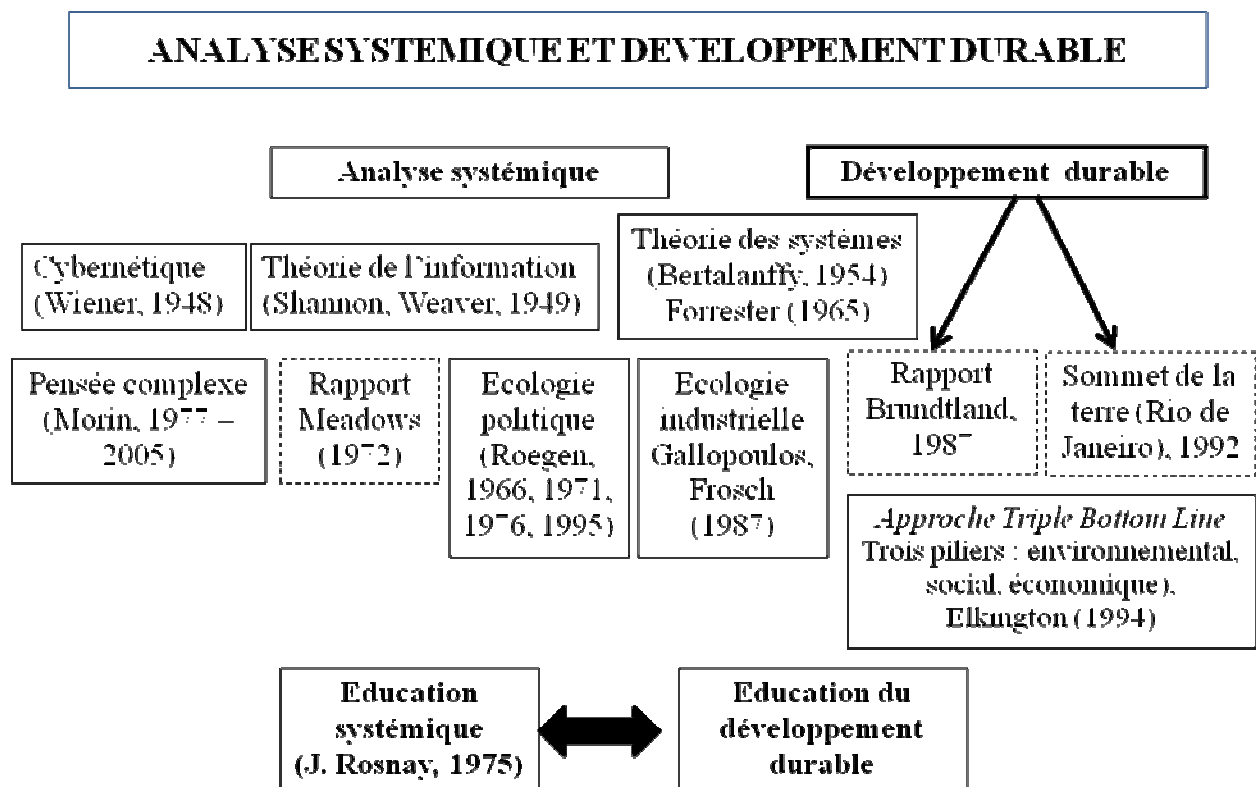 ANALYSE SYSTEMIQUE ET DEVELOPPEMENT DURABLE
Analyse systémique
Développement durable
Cybernétique
(Wiener, 1948)
Théorie de l'information
(Shannon, Weaver, 1949)
Théorie des systèmes
(Bertalanffy, 1954)
Forrester (1965)
Pensée complexe
(Morin, 1977 –
2005)
Rapport
Meadows
(1972)
Ecologie
politique
(Roegen,
1966, 1971,
1976, 1995)
Ecologie
industrielle
Gallopoulos,
Frosch
(1987)
Rapport
Brundtland,
1987
Sommet de la
terre (Rio de
Janeiro), 1992
Approche Triple Bottom Line
Trois piliers : environnemental,
social, économique),
Elkington (1994)
Education
systémique
(J. Rosnay, 1975)
Education du
développement
durable